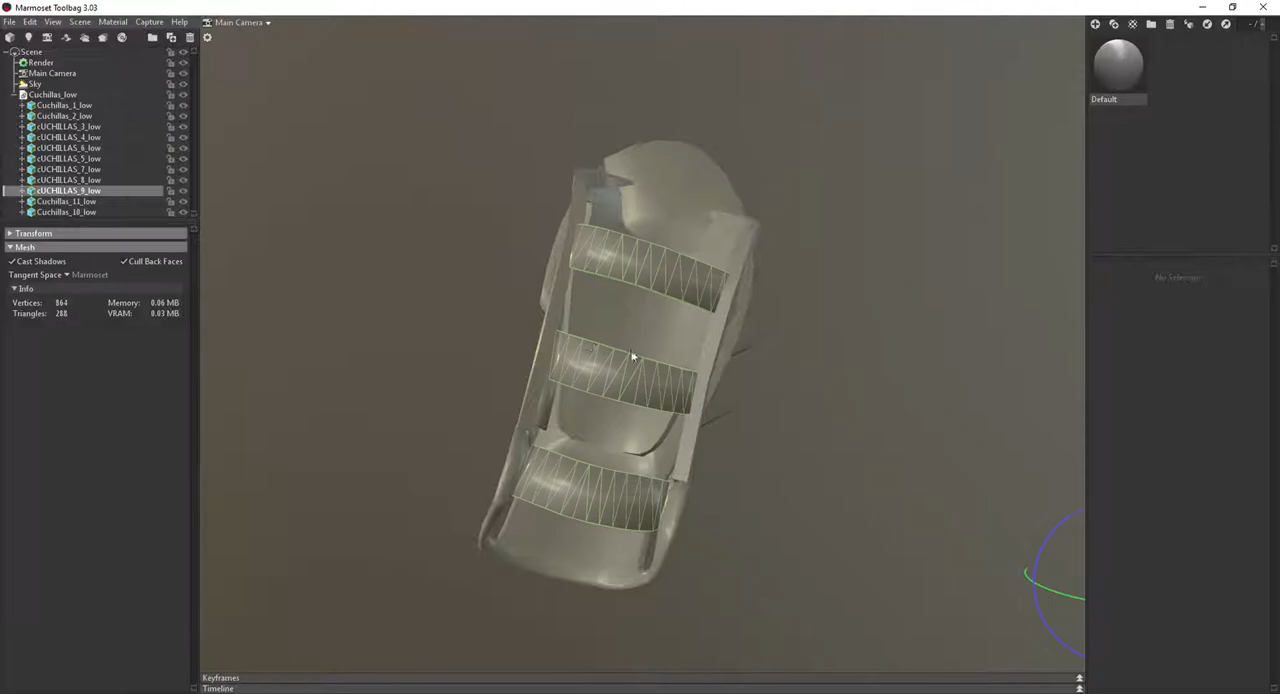 Marmoset Toolbag 3.03
File Edit View Scene Material Capture Help
Main Camera
Scene
Render
Main Camera
Sky
Cuchillas_low
Cuchillas_1_low
Cuchillas_2_low
cUCHILLAS_3_low
cUCHILLAS_4_low
cUCHILLAS_6_low
cUCHILLAS_5_low
cUCHILLAS_7_low
cUCHILLAS_8_low
cUCHILLAS_9_low
Cuchillas_11_low
Cuchillas_10_low
Transform
Mesh
Cast Shadows Cull Back Faces
Tangent Space Marmoset
Info
Vertices: 864 Memory: 0.06 MB
Triangles: 288 VRAM: 0.03 MB
Default
No Selection
Keyframes
Timeline